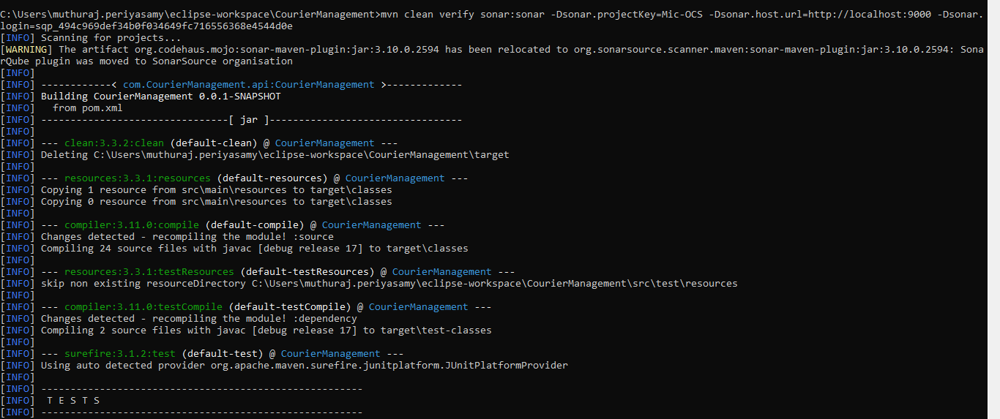 C:\Users\muthuraj.periyasamy\eclipse-workspace\CourierManagement>mvn clean verify sonar:sonar -Dsonar.projectKey=Mic-OCS -Dsonar.host.url=http://localhost:9000 -Dsonar.
login=sqp_494c969def34b0f034649fc716556368e4544d0e
[INFO] Scanning for projects...
[WARNING] The artifact org.codehaus.mojo:sonar-maven-plugin:jar:3.10.0.2594 has been relocated to org.sonarsource.scanner.maven:sonar-maven-plugin:jar:3.10.0.2594: Sona
rQube plugin was moved to SonarSource organisation
[INFO]
[INFO] ------------< com.CourierManagement.api:CourierManagement >-------------
[INFO] Building CourierManagement 0.0.1-SNAPSHOT
[INFO]   from pom.xml
[INFO] --------------------------------[ jar ]---------------------------------
[INFO]
[INFO] --- clean:3.3.2:clean (default-clean) @ CourierManagement ---
[INFO] Deleting C:\Users\muthuraj.periyasamy\eclipse-workspace\CourierManagement\target
[INFO]
[INFO] --- resources:3.3.1:resources (default-resources) @ CourierManagement ---
[INFO] Copying 1 resource from src\main\resources to target\classes
[INFO] Copying 0 resource from src\main\resources to target\classes
[INFO]
[INFO] --- compiler:3.11.0:compile (default-compile) @ CourierManagement ---
[INFO] Changes detected - recompiling the module! :source
[INFO] Compiling 24 source files with javac [debug release 17] to target\classes
[INFO]
[INFO] --- resources:3.3.1:testResources (default-testResources) @ CourierManagement ---
[INFO] skip non existing resourceDirectory C:\Users\muthuraj.periyasamy\eclipse-workspace\CourierManagement\src\test\resources
[INFO]
[INFO] --- compiler:3.11.0:testCompile (default-testCompile) @ CourierManagement ---
[INFO] Changes detected - recompiling the module! :dependency
[INFO] Compiling 2 source files with javac [debug release 17] to target\test-classes
[INFO]
[INFO] --- surefire:3.1.2:test (default-test) @ CourierManagement ---
[INFO] Using auto detected provider org.apache.maven.surefire.junitplatform.JUnitPlatformProvider
[INFO]
[INFO] -------------------------------------------------------
[INFO]  T E S T S
[INFO] -------------------------------------------------------